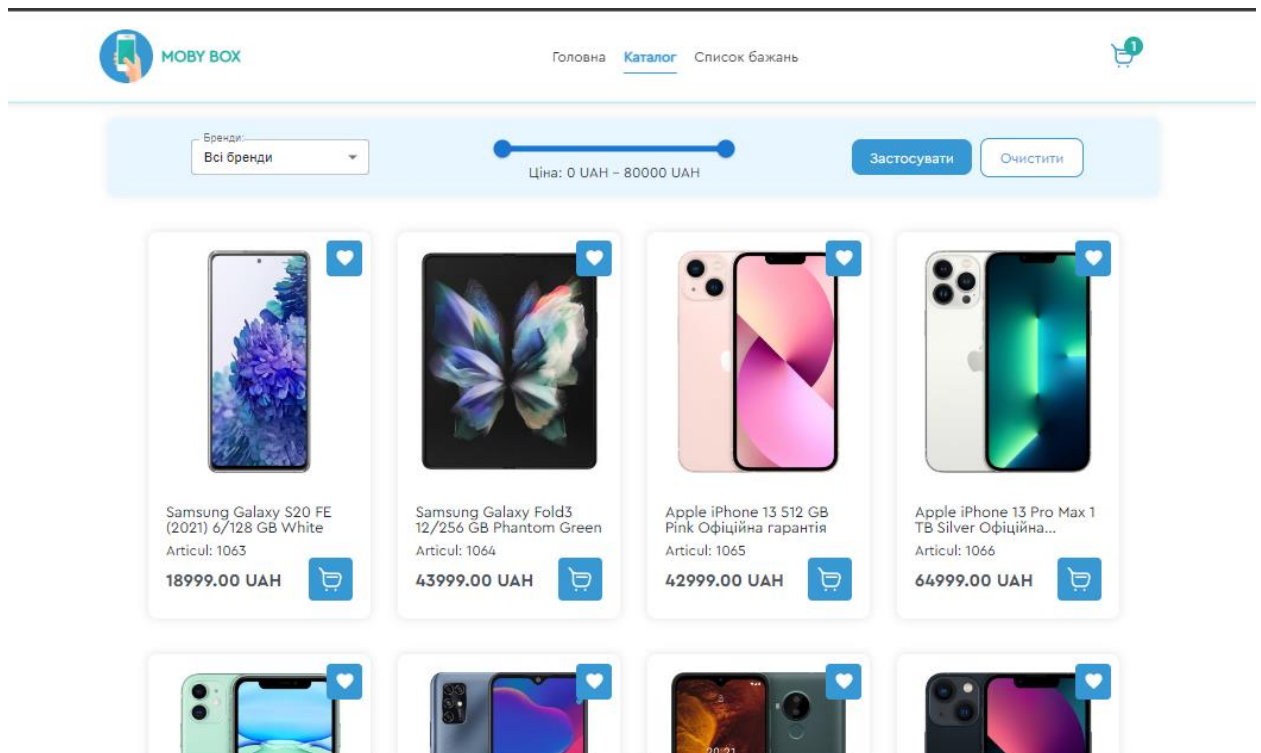 MOBY BOX
Головна Каталог Список бажань
1
Бренди:
Всі бренди
Ціна: 0 UAH – 80000 UAH
Застосувати
Очистити
Samsung Galaxy S20 FE
(2021) 6/128 GB White
Articul: 1063
18999.00 UAH
Samsung Galaxy Fold3
12/256 GB Phantom Green
Articul: 1064
43999.00 UAH
Apple iPhone 13 512 GB
Pink Офіційна гарантія
Articul: 1065
42999.00 UAH
Apple iPhone 13 Pro Max 1
TB Silver Офіційна...
Articul: 1066
64999.00 UAH
20:21